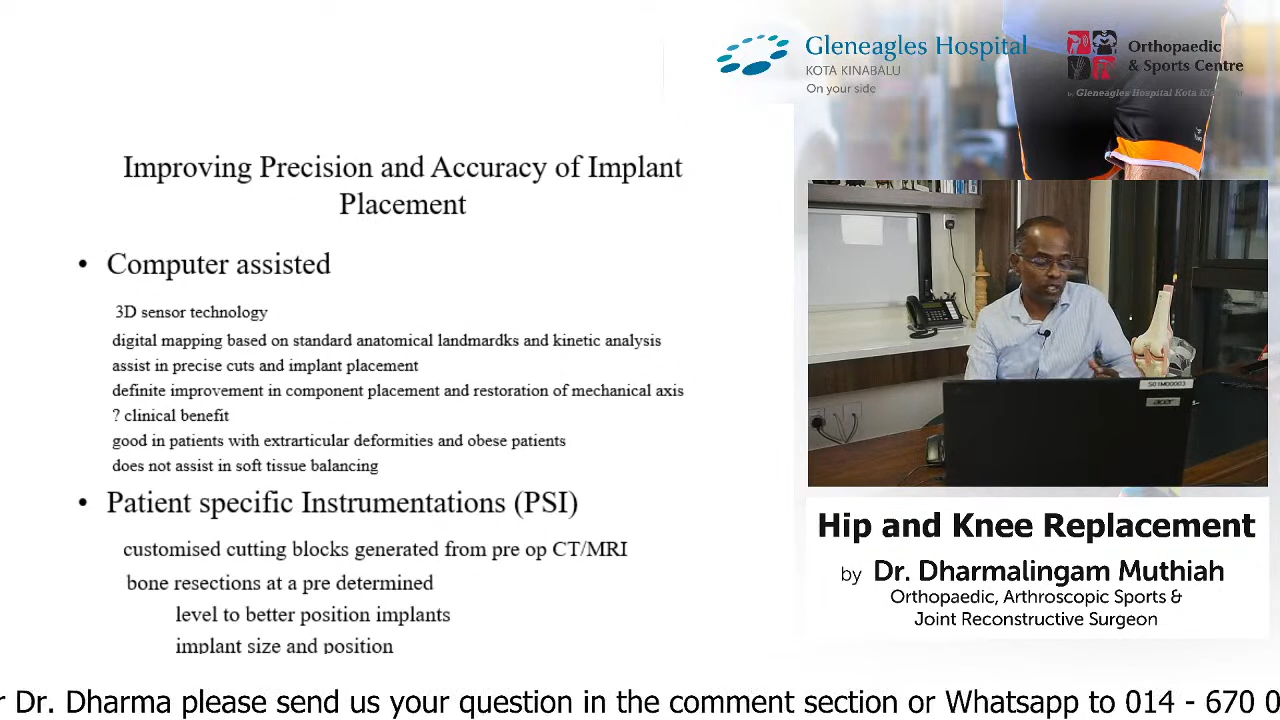 Gleneagles Hospital
KOTA KINABALU
On your side
Orthopaedic
& Sports Centre
Gleneagles Hospital Kota
Improving Precision and Accuracy of Implant
Placement
• Computer assisted
3D sensor technology
digital mapping based on standard anatomical landmardks and kinetic analysis
assist in precise cuts and implant placement
definite improvement in component placement and restoration of mechanical axis
? clinical benefit
good in patients with extrarticular deformities and obese patients
does not assist in soft tissue balancing
• Patient specific Instrumentations (PSI)
customised cutting blocks generated from pre op CT/MRI
bone resections at a pre determined
level to better position implants
implant size and position
S01M00003
acer
Hip and Knee Replacement
by Dr. Dharmalingam Muthiah
Orthopaedic, Arthroscopic Sports &
Joint Reconstructive Surgeon
r Dr. Dharma please send us your question in the comment section or Whatsapp to 014 - 670 0